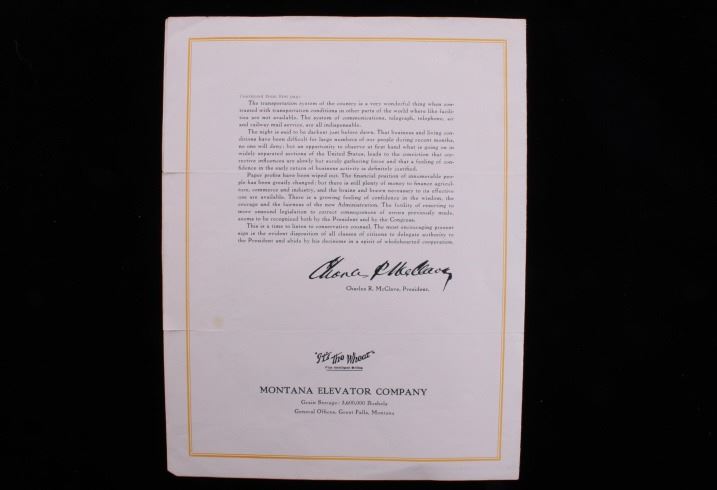 (continued from first page)
The transportation system of the country is a very wonderful thing when con-
trasted with transportation conditions in other parts of the world where like facili-
ties are not available. The system of communications, telegraph, telephone, air
and railway mail service, are all indispensable.
The night is said to be darkest just before dawn. That business and living con-
ditions have been difficult for large numbers of our people during recent months,
no one will deny; but an opportunity to observe at first hand what is going on in
widely separated sections of the United States, leads to the conviction that cor-
rective influences are slowly but surely gathering force and that a feeling of con-
fidence in the early return of business activity is definitely justified.
Paper profits have been wiped out. The financial position of innumerable peo-
ple has been greatly changed; but there is still plenty of money to finance agricul-
ture, commerce and industry, and the brains and brawn necessary to its effective
use are available. There is a growing feeling of confidence in the wisdom, the
courage and the fairness of the new Administration. The futility of resorting to
more unsound legislation to correct consequences of errors previously made,
seems to be recognized both by the President and by the Congress.
This is a time to listen to conservative counsel. The most encouraging present
sign is the evident disposition of all classes of citizens to delegate authority to
the President and abide by his decisions in a spirit of wholehearted cooperation.
Charles R. McClave
Charles R. McClave, President.
"It's the Wheat"
Plus Intelligent Milling
MONTANA ELEVATOR COMPANY
Grain Storage: 3,600,000 Bushels
General Offices, Great Falls, Montana